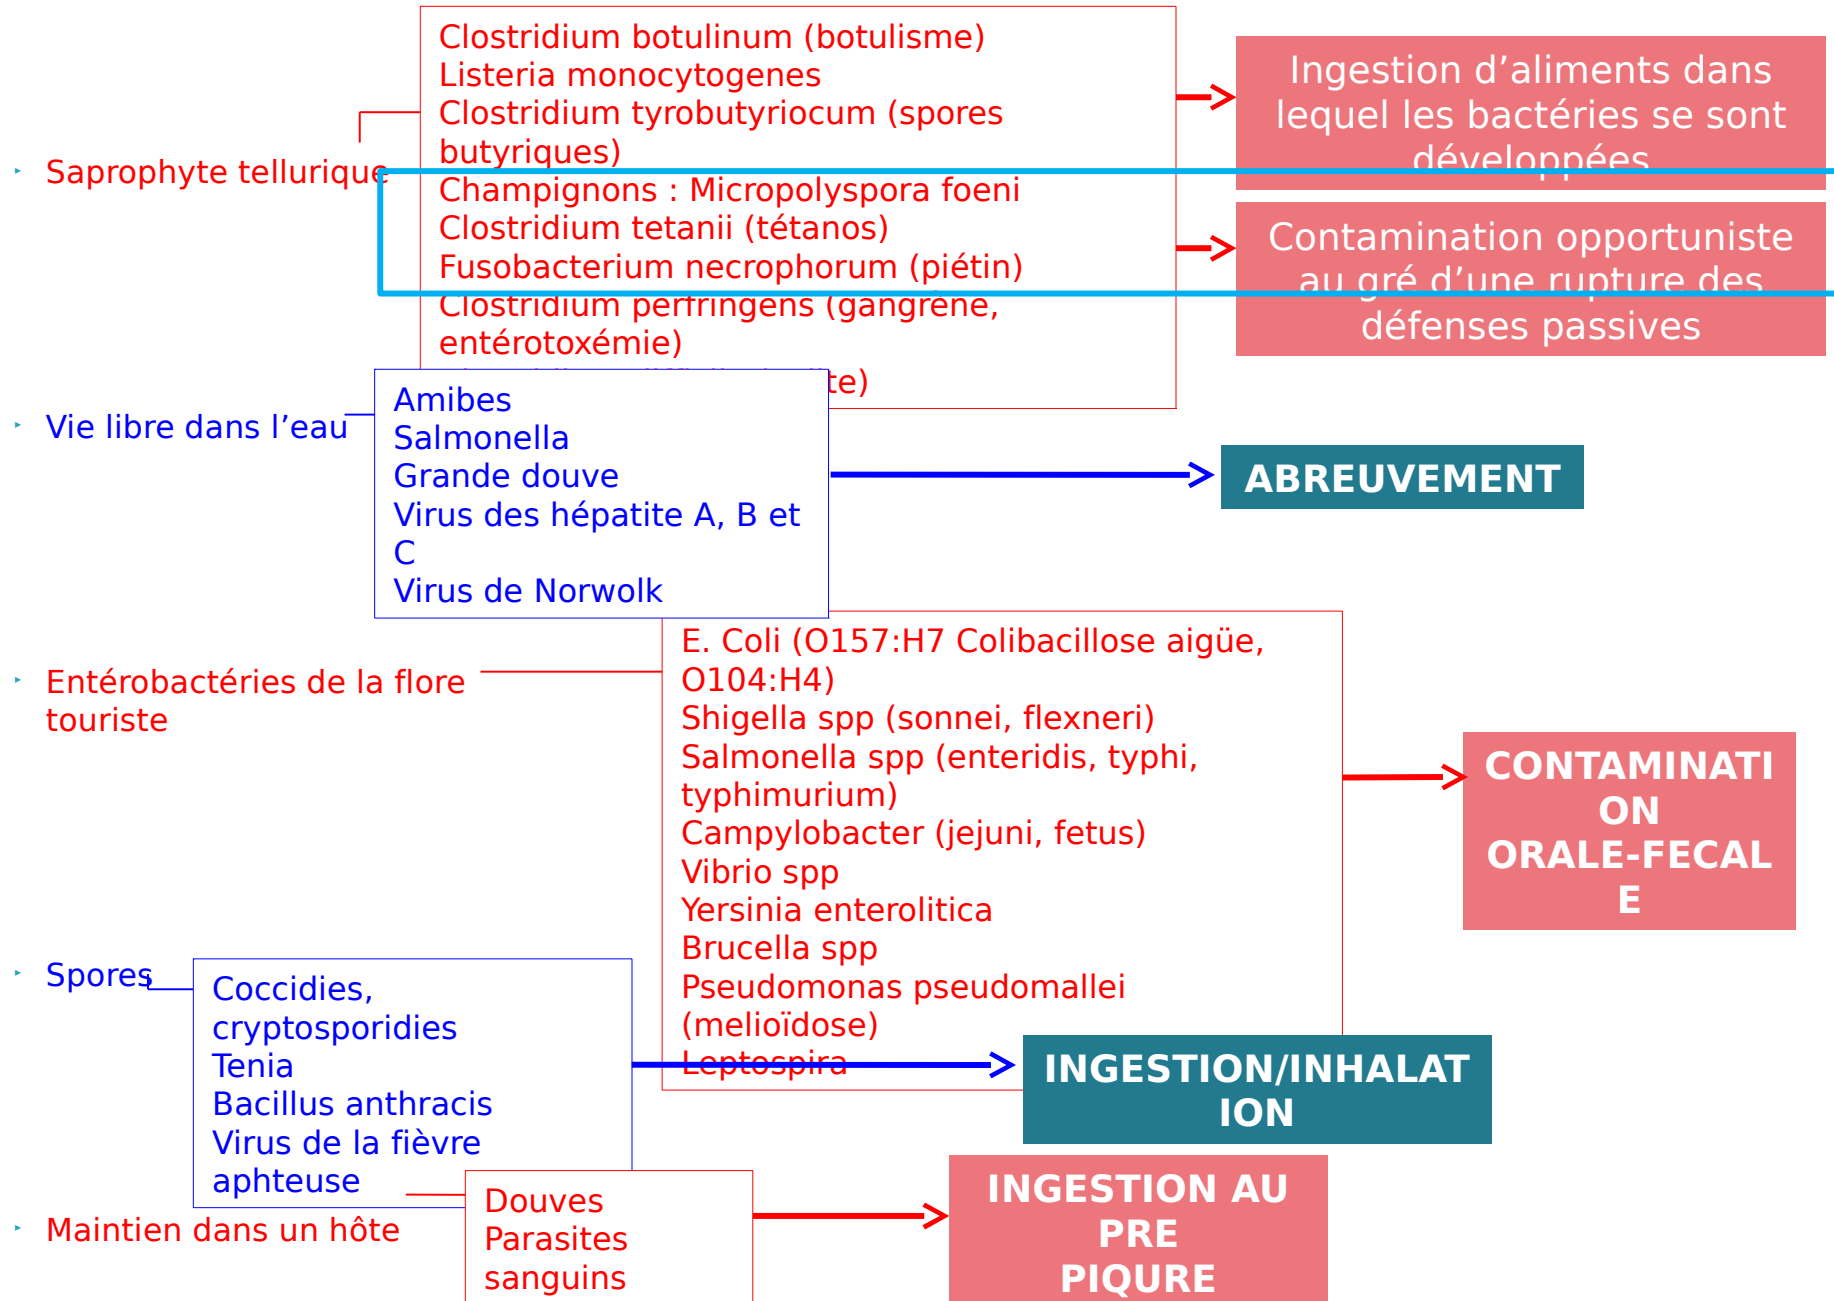 Clostridium botulinum (botulisme)
Listeria monocytogenes
Clostridium tyrobutyriocum (spores
butyriques)
Champignons : Micropolyspora foeni
Clostridium tetanii (tétanos)
Fusobacterium necrophorum (piétin)
Clostridium perfringens (gangrène,
entérotoxémie)
Ingestion d’aliments dans
lequel les bactéries se sont
développées
Contamination opportuniste
au gré d’une rupture des
défenses passives
Saprophyte tellurique
Vie libre dans l’eau
Amibes
Salmonella
Grande douve
Virus des hépatite A, B et
C
Virus de Norwolk
ABREUVEMENT
Entérobactéries de la flore
touriste
E. Coli (O157:H7 Colibacillose aigüe,
O104:H4)
Shigella spp (sonnei, flexneri)
Salmonella spp (enteridis, typhi,
typhimurium)
Campylobacter (jejuni, fetus)
Vibrio spp
Yersinia enterolitica
Brucella spp
Pseudomonas pseudomallei
(melioïdose)
Leptospira
CONTAMINATI
ON
ORALE-FECAL
E
Spores
Coccidies,
cryptosporidies
Tenia
Bacillus anthracis
Virus de la fièvre
aphteuse
INGESTION/INHALAT
ION
Maintien dans un hôte
Douves
Parasites
sanguins
INGESTION AU
PRE
PIQURE